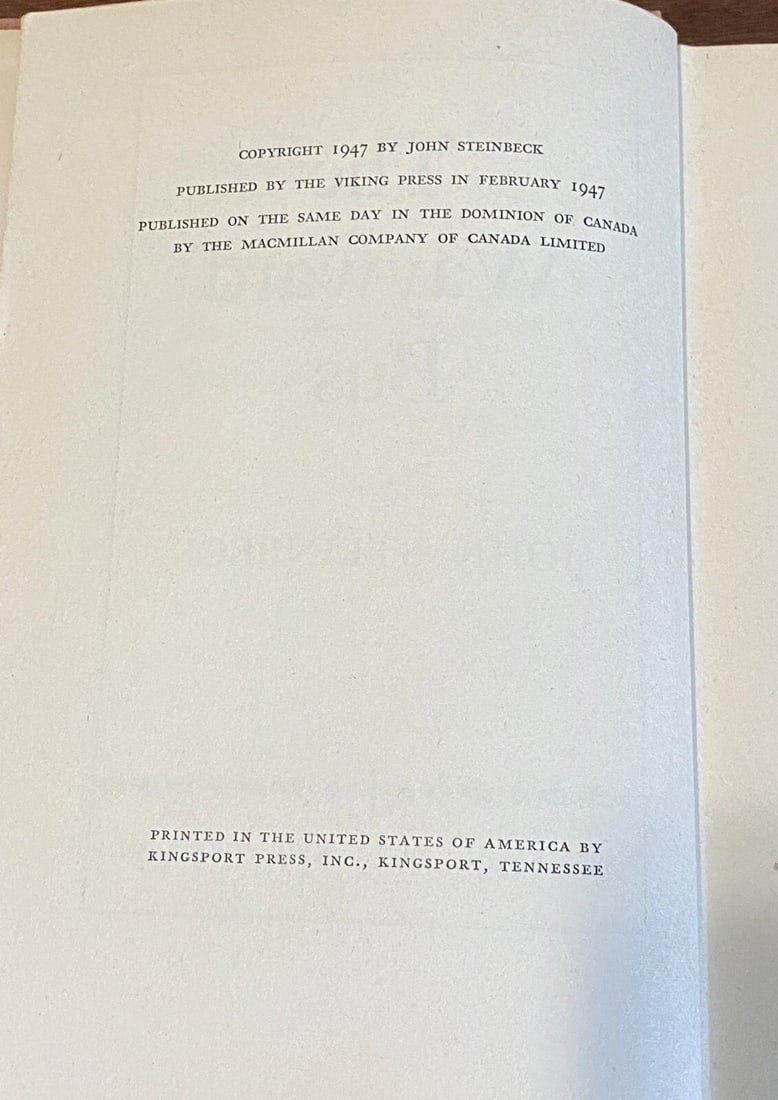 COPYRIGHT 1947 BY JOHN STEINBECK
PUBLISHED BY THE VIKING PRESS IN FEBRUARY 1947
PUBLISHED ON THE SAME DAY IN THE DOMINION OF CANADA
BY THE MACMILLAN COMPANY OF CANADA LIMITED
PRINTED IN THE UNITED STATES OF AMERICA BY
KINGSPORT PRESS, INC., KINGSPORT, TENNESSEE